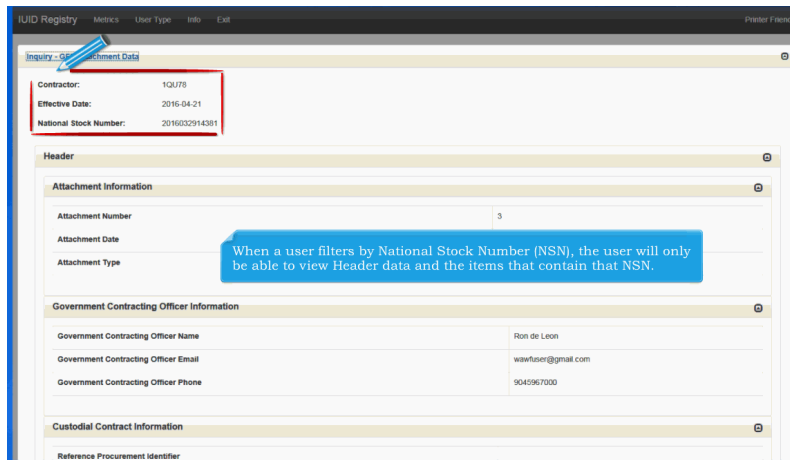 IUID Registry Metrics User Type Info Exit Printer Friend
Inquiry - GFP Attachment Data
Contractor: 1QU78
Effective Date: 2016-04-21
National Stock Number: 2016032914381
Header
Attachment Information
Attachment Number 3
Attachment Date
Attachment Type
When a user filters by National Stock Number (NSN), the user will only
be able to view Header data and the items that contain that NSN.
Government Contracting Officer Information
Government Contracting Officer Name Ron de Leon
Government Contracting Officer Email wawfuser@gmail.com
Government Contracting Officer Phone 9045967000
Custodial Contract Information
Reference Procurement Identifier